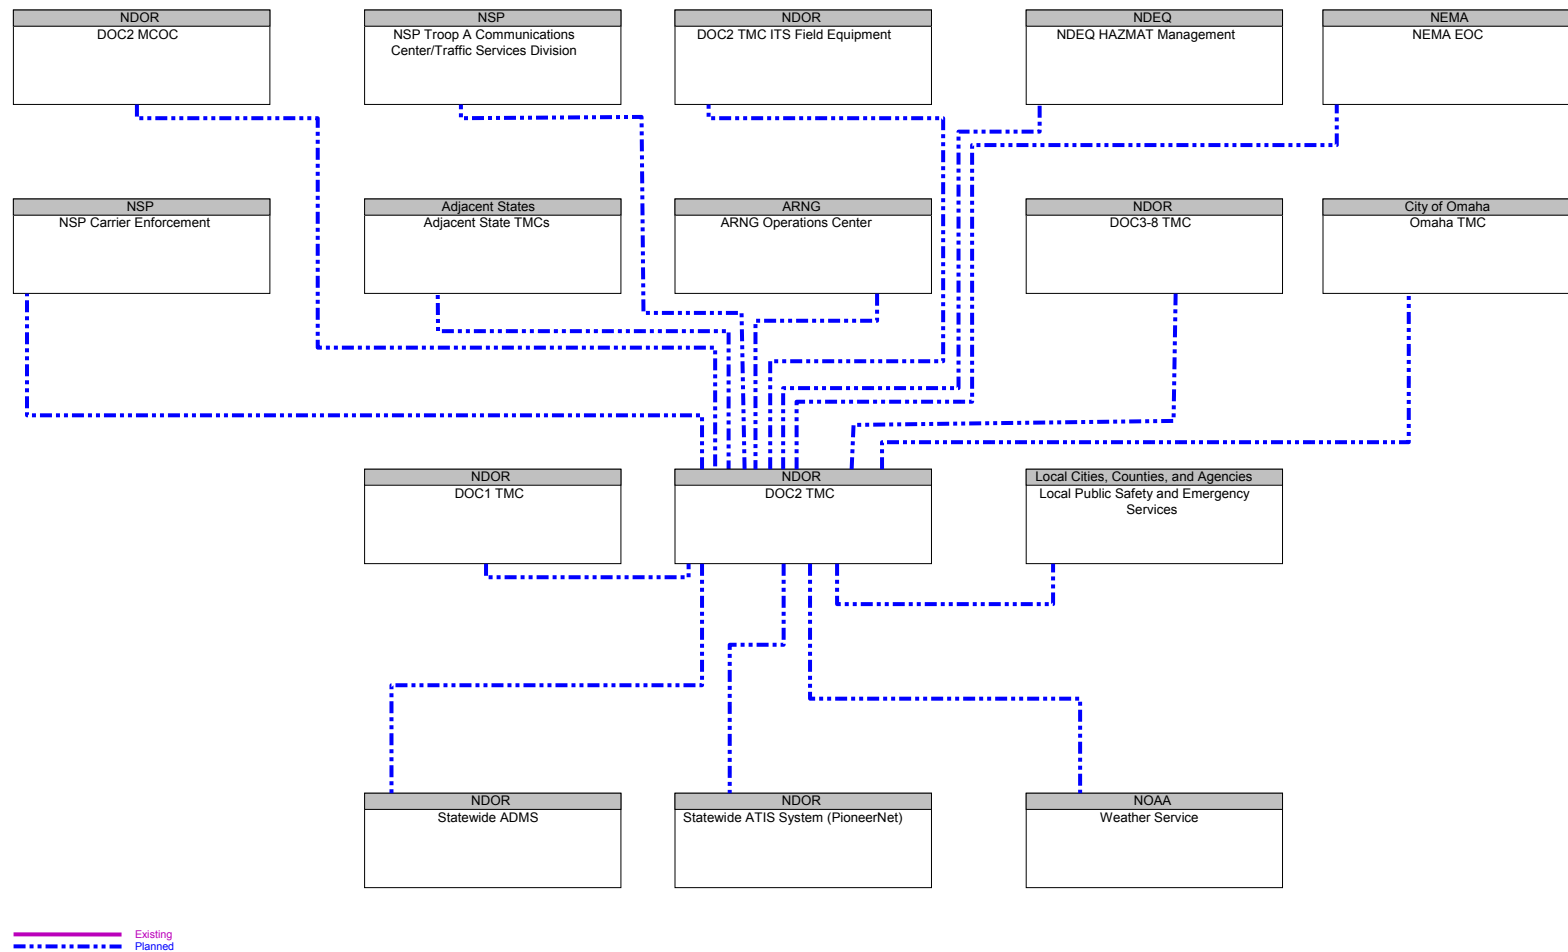 NDOR
DOC2 MCOC
NSP
NSP Troop A Communications
Center/Traffic Services Division
NDOR
DOC2 TMC ITS Field Equipment
NDEQ
NDEQ HAZMAT Management
NEMA
NEMA EOC
NSP
NSP Carrier Enforcement
Adjacent States
Adjacent State TMCs
ARNG
ARNG Operations Center
NDOR
DOC3-8 TMC
City of Omaha
Omaha TMC
NDOR
DOC1 TMC
NDOR
DOC2 TMC
Local Cities, Counties, and Agencies
Local Public Safety and Emergency
Services
NDOR
Statewide ADMS
NDOR
Statewide ATIS System (PioneerNet)
NOAA
Weather Service
Existing
Planned